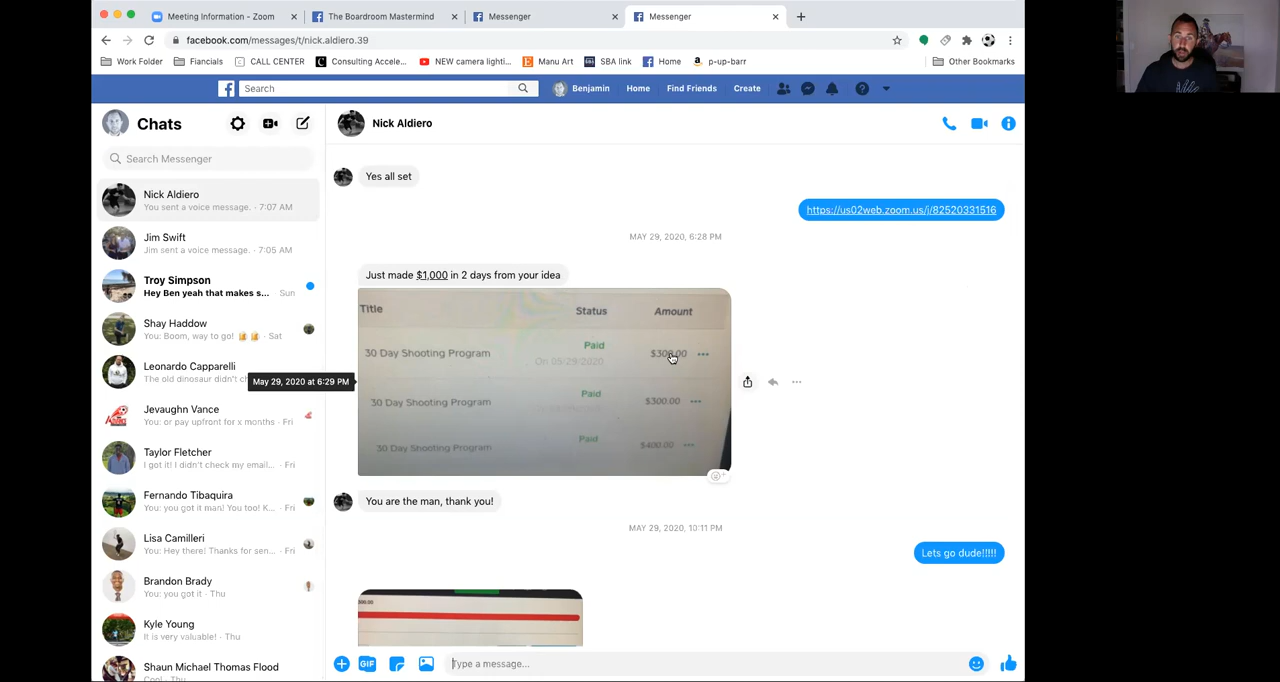 Meeting Information - Zoom
The Boardroom Mastermind
Messenger
Messenger
facebook.com/messages/t/nick.aldiero.39
Work Folder
Fiancials
CALL CENTER
Consulting Accele...
NEW camera lighti...
Manu Art
SBA link
Home
p-up-barr
Other Bookmarks
Search
Benjamin
Home
Find Friends
Create
Chats
Search Messenger
Nick Aldiero
You sent a voice message. · 7:07 AM
Jim Swift
Jim sent a voice message. · 7:05 AM
Troy Simpson
Hey Ben yeah that makes s... Sun
Shay Haddow
You: Boom, way to go! 🍻 🍻 · Sat
Leonardo Capparelli
The old dinosaur didn't ch
Jevaughn Vance
You: or pay upfront for x months · Fri
Taylor Fletcher
I got it! I didn't check my email... · Fri
Fernando Tibaquira
You: you got it man! You too! K... · Fri
Lisa Camilleri
You: Hey there! Thanks for sen... · Fri
Brandon Brady
You: you got it · Thu
Kyle Young
It is very valuable! · Thu
Shaun Michael Thomas Flood
Cool · Thu
Nick Aldiero
Yes all set
https://us02web.zoom.us/j/82520331516
MAY 29, 2020, 6:28 PM
Just made $1,000 in 2 days from your idea
Title Status Amount
30 Day Shooting Program Paid $300.00
On 05/29/2020
30 Day Shooting Program Paid $300.00
30 Day Shooting Program Paid $400.00
May 29, 2020 at 6:29 PM
You are the man, thank you!
MAY 29, 2020, 10:11 PM
Lets go dude!!!!!
GIF
Type a message...